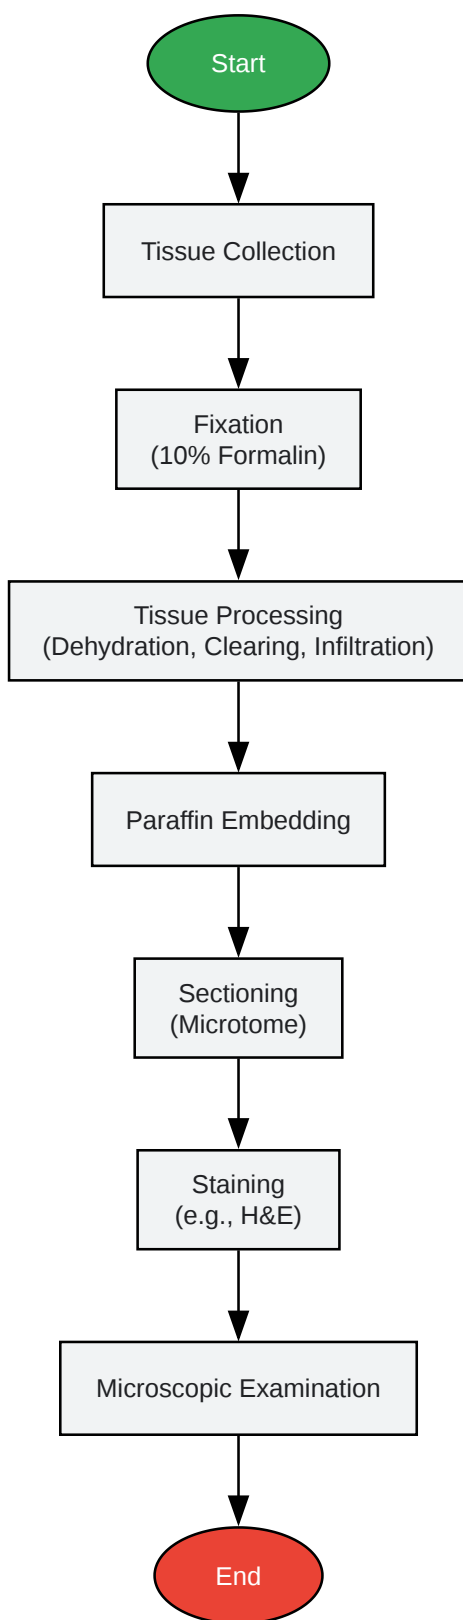 Start
Tissue Collection
Fixation
(10% Formalin)
Tissue Processing
(Dehydration, Clearing, Infiltration)
Paraffin Embedding
Sectioning
(Microtome)
Staining
(e.g., H&E)
Microscopic Examination
End